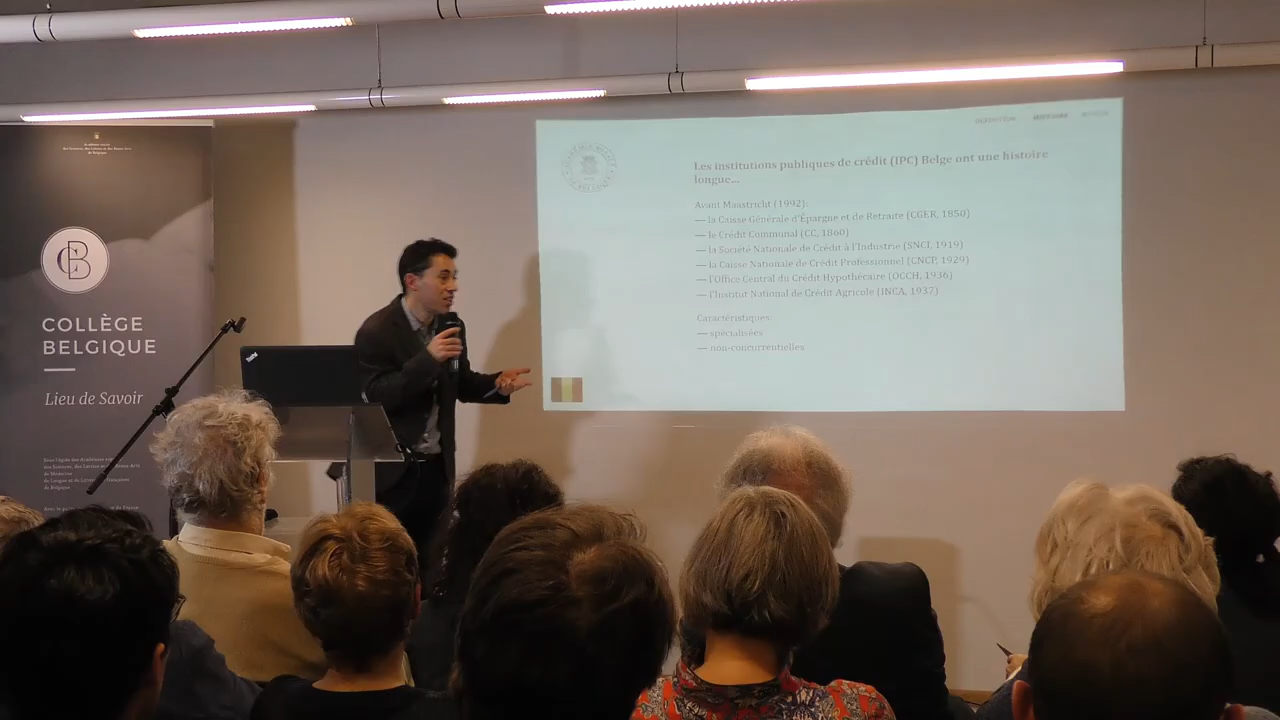 COLLÈGE
BELGIQUE
Lieu de Savoir
Les institutions publiques de crédit (IPC) Belge ont une histoire
longue...
Avant Maastricht (1992):
— la Caisse Générale d'Épargne et de Retraite (CGER, 1850)
— le Crédit Communal (CC, 1860)
— la Société Nationale de Crédit à l'Industrie (SNCI, 1919)
— la Caisse Nationale de Crédit Professionnel (CNCP, 1929)
— l'Office Central du Crédit Hypothécaire (OCCH, 1936)
— l'Institut National de Crédit Agricole (INCA, 1937)
Caractéristiques:
— spécialisées
— non-concurrentielles